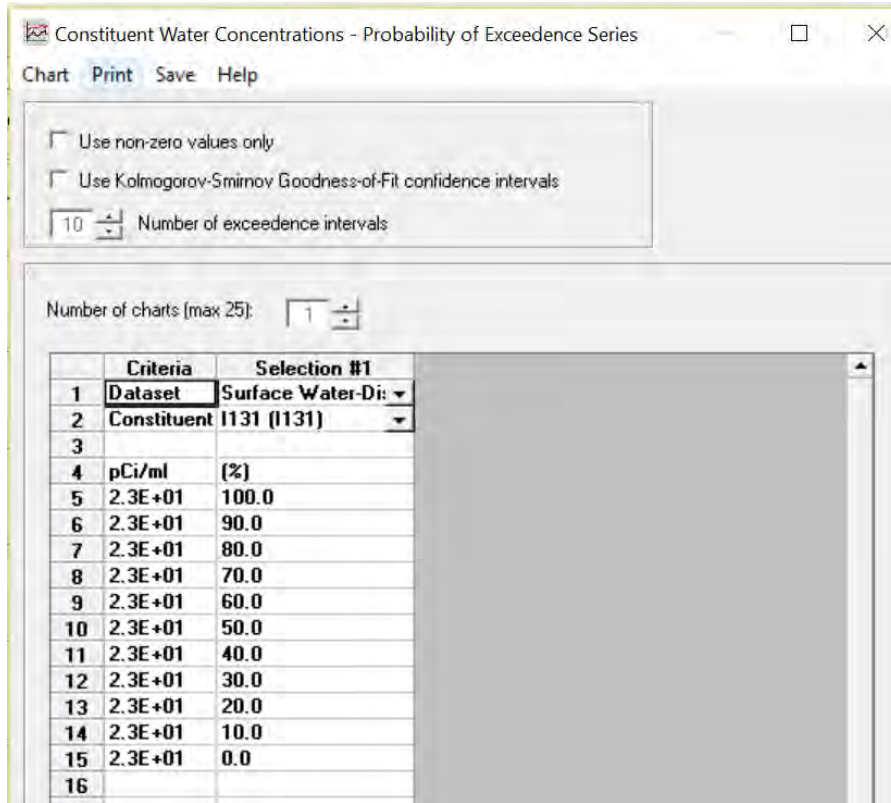 Constituent Water Concentrations - Probability of Exceedence Series
Chart Print Save Help
Use non-zero values only
Use Kolmogorov-Smirnov Goodness-of-Fit confidence intervals
10 Number of exceedence intervals
Number of charts (max 25): 1
Criteria Selection #1
1 Dataset Surface Water-Di:
2 Constituent I131 (I131)
3
4 pCi/ml (%)
5 2.3E+01 100.0
6 2.3E+01 90.0
7 2.3E+01 80.0
8 2.3E+01 70.0
9 2.3E+01 60.0
10 2.3E+01 50.0
11 2.3E+01 40.0
12 2.3E+01 30.0
13 2.3E+01 20.0
14 2.3E+01 10.0
15 2.3E+01 0.0
16